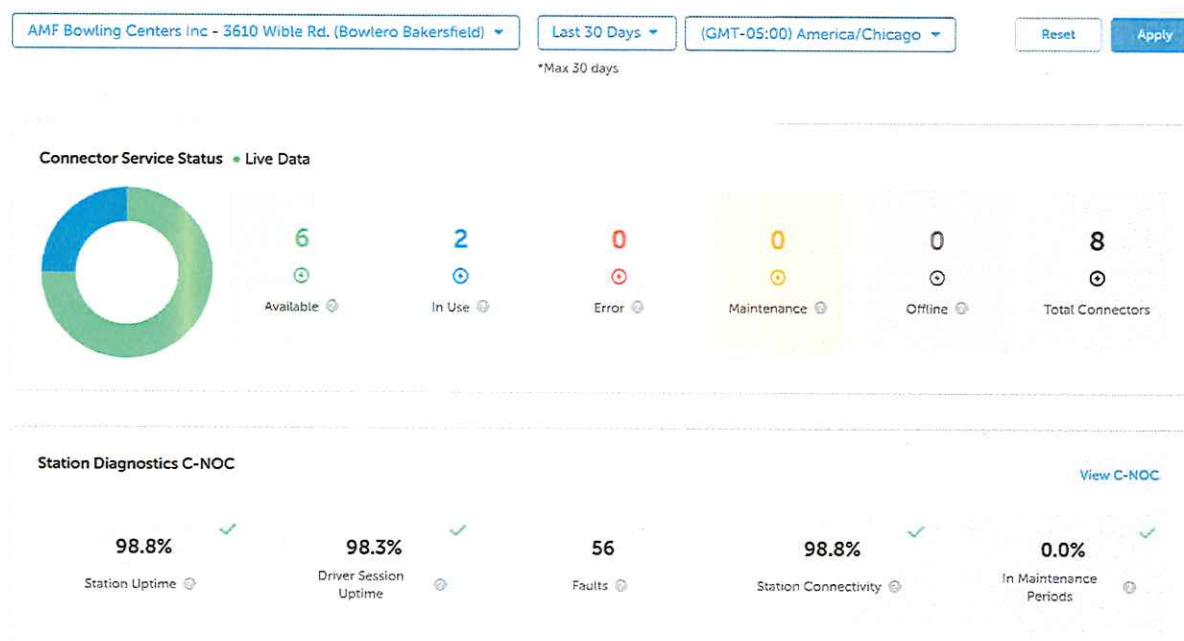 AMF Bowling Centers Inc - 3610 Wible Rd. (Bowlero Bakersfield)
Last 30 Days
(GMT-05:00) America/Chicago
Reset
Apply
*Max 30 days
Connector Service Status • Live Data
6
2
0
0
0
8
Available
In Use
Error
Maintenance
Offline
Total Connectors
Station Diagnostics C-NOC
View C-NOC
98.8%
98.3%
56
98.8%
0.0%
Station Uptime
Driver Session
Uptime
Faults
Station Connectivity
In Maintenance
Periods